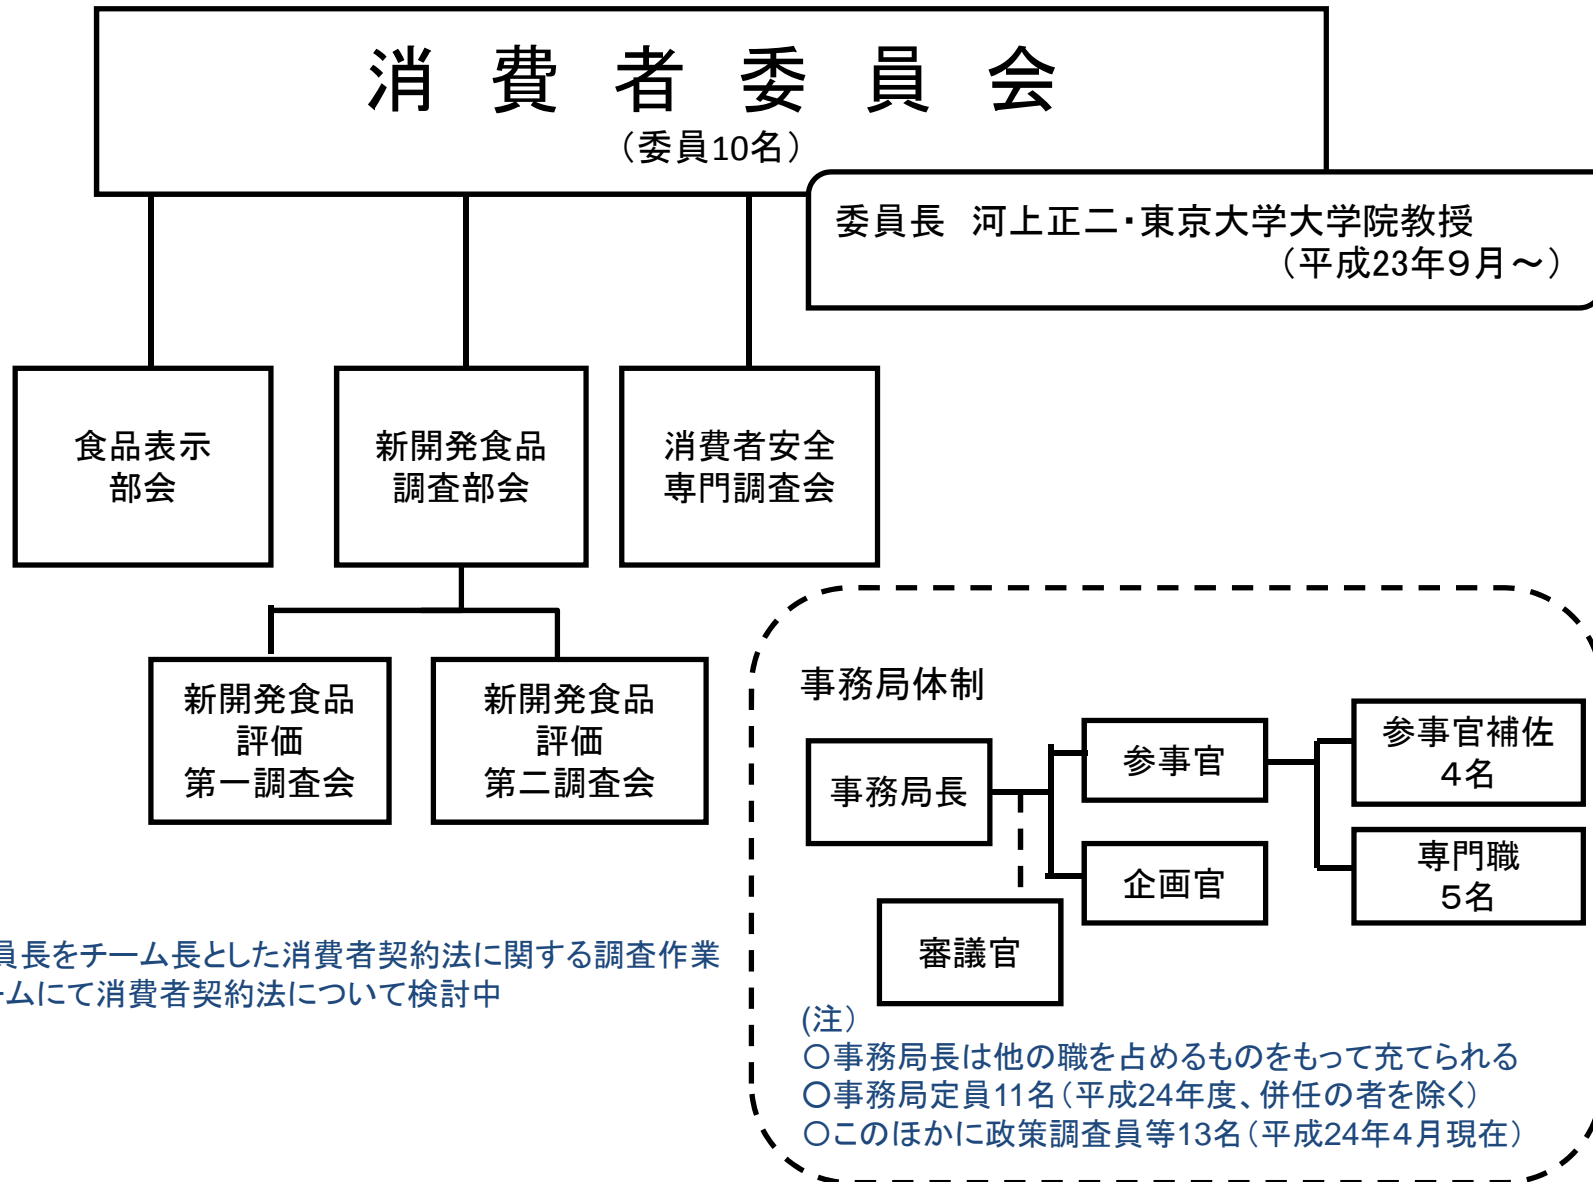 消費者委員会
（委員10名）
委員長　河上正二・東京大学大学院教授
（平成23年９月～）
食品表示
部会
新開発食品
調査部会
消費者安全
専門調査会
新開発食品
評価
第一調査会
新開発食品
評価
第二調査会
事務局体制
事務局長
参事官
企画官
審議官
参事官補佐
４名
専門職
５名
員長をチーム長とした消費者契約法に関する調査作業
ームにて消費者契約法について検討中
(注）
○事務局長は他の職を占めるものをもって充てられる
○事務局定員11名（平成24年度、併任の者を除く）
○このほかに政策調査員等13名（平成24年４月現在）